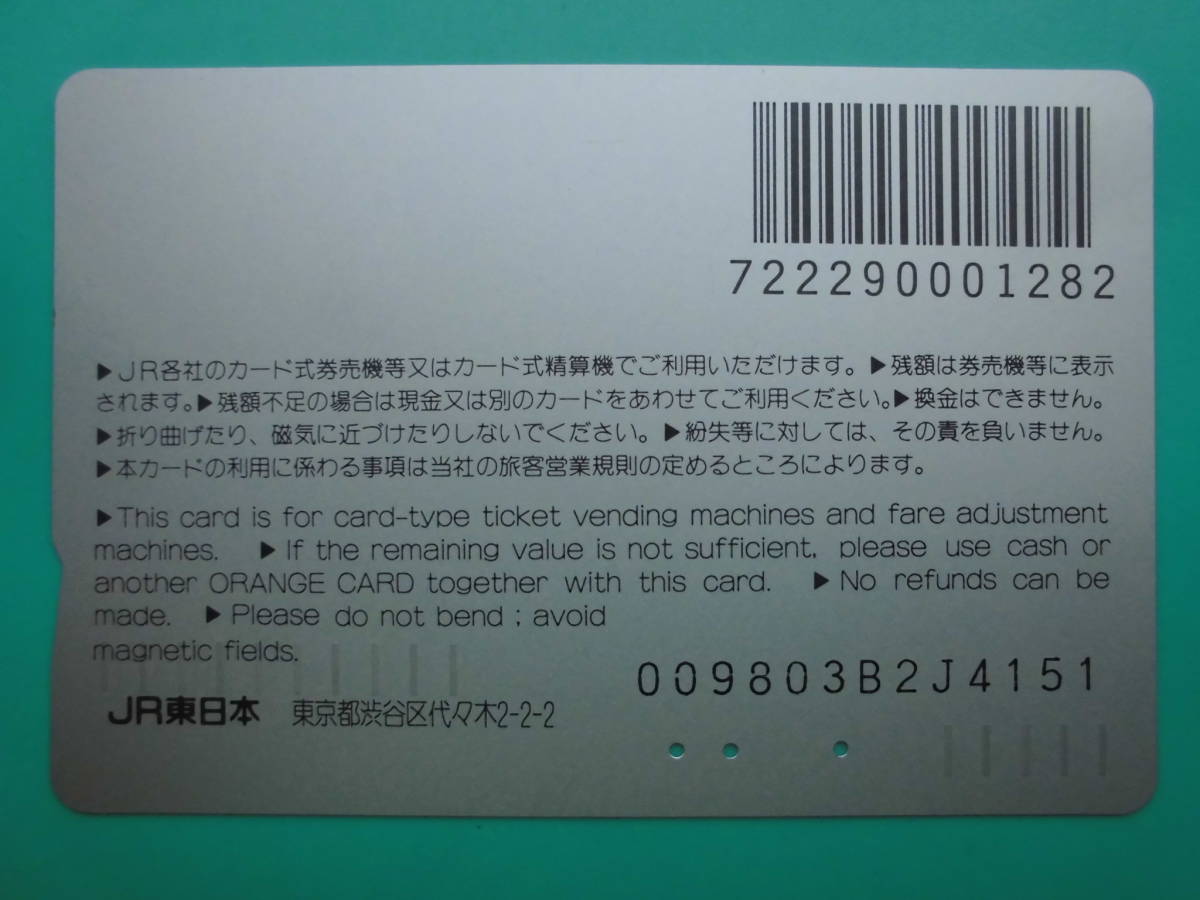 722290001282
▶JR各社のカード式券売機等又はカード式精算機でご利用いただけます。▶残額は券売機等に表示
されます。▶残額不足の場合は現金又は別のカードをあわせてご利用ください。▶換金はできません。
▶折り曲げたり、磁気に近づけたりしないでください。▶紛失等に対しては、その責を負いません。
▶本カードの利用に係わる事項は当社の旅客営業規則の定めるところによります。
▶This card is for card-type ticket vending machines and fare adjustment
machines. ▶If the remaining value is not sufficient, please use cash or
another ORANGE CARD together with this card. ▶No refunds can be
made. ▶Please do not bend ; avoid
magnetic fields.
009803B2J4151
JR東日本 東京都渋谷区代々木2-2-2